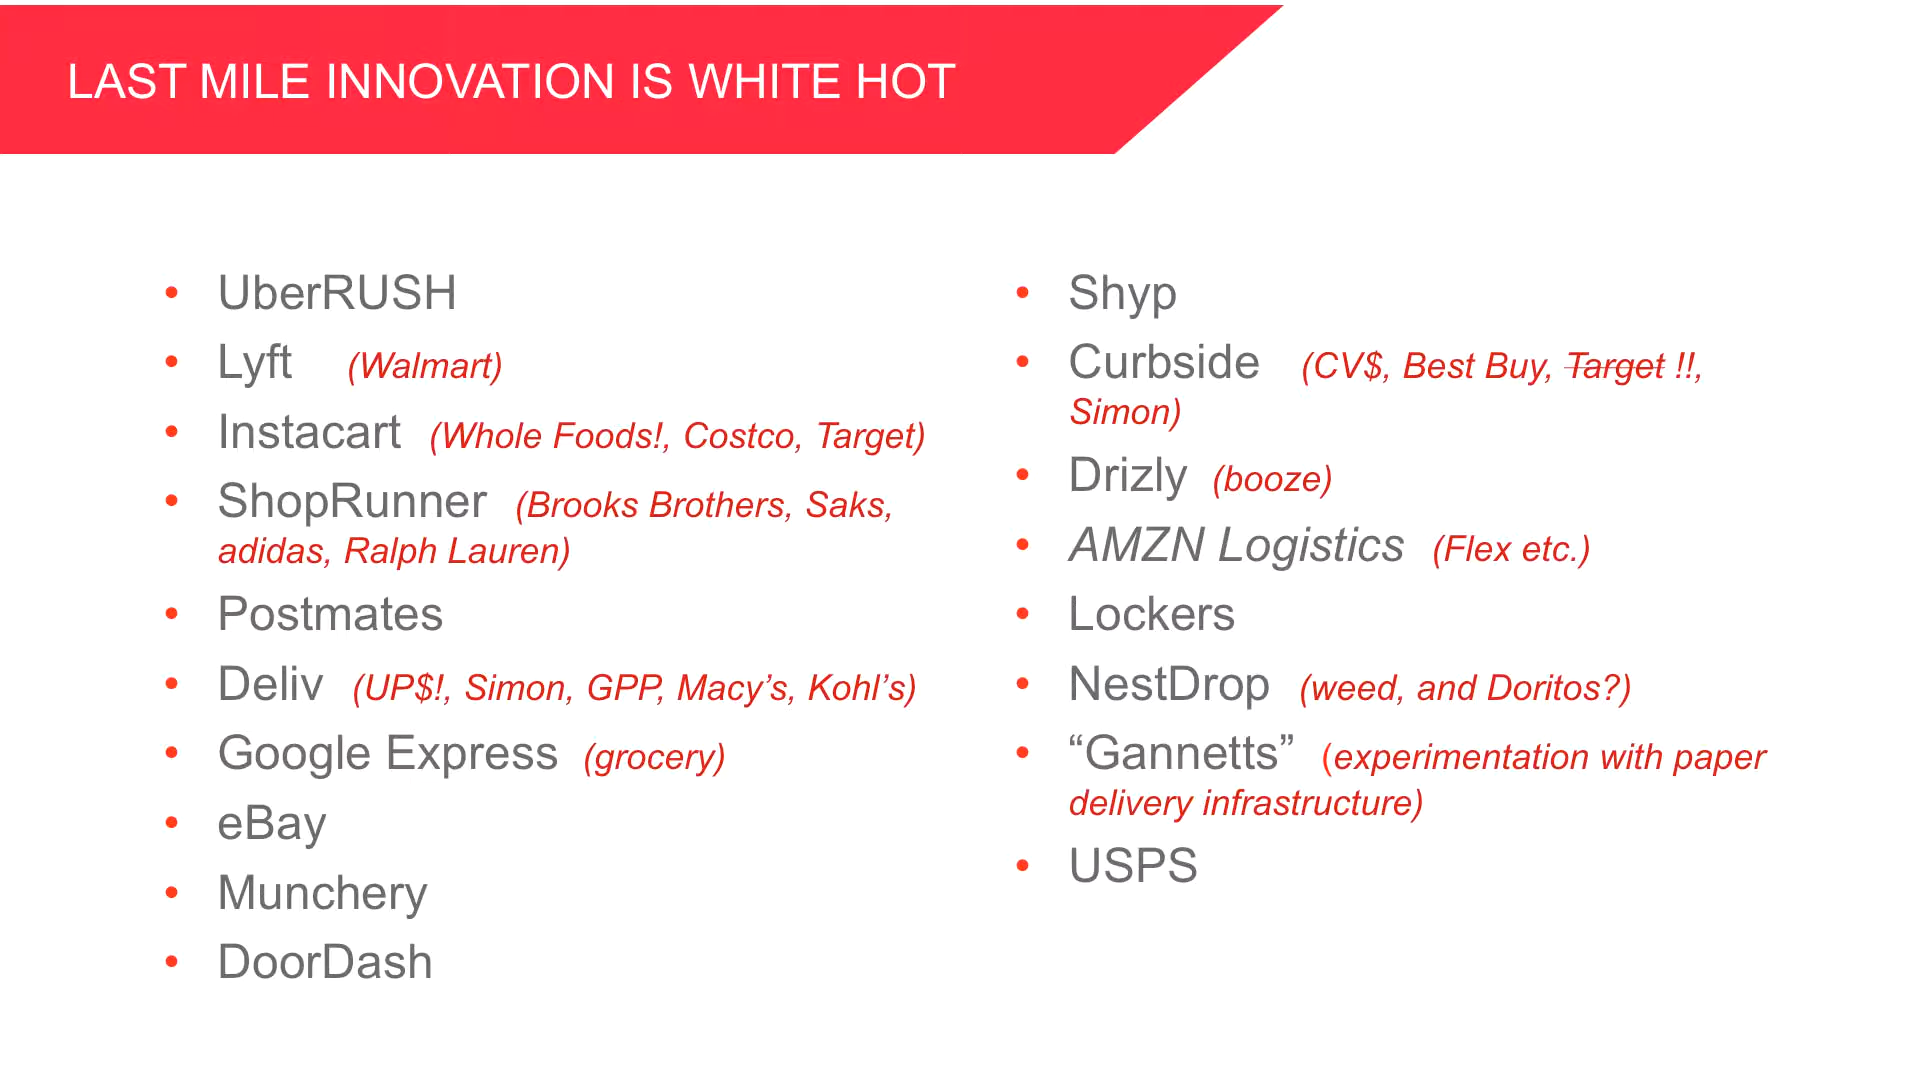 LAST MILE INNOVATION IS WHITE HOT
• UberRUSH
• Lyft (Walmart)
• Instacart (Whole Foods!, Costco, Target)
• ShopRunner (Brooks Brothers, Saks,
adidas, Ralph Lauren)
• Postmates
• Deliv (UP$!, Simon, GPP, Macy’s, Kohl’s)
• Google Express (grocery)
• eBay
• Munchery
• DoorDash
• Shyp
• Curbside (CV$, Best Buy, Target !!,
Simon)
• Drizly (booze)
• AMZN Logistics (Flex etc.)
• Lockers
• NestDrop (weed, and Doritos?)
• “Gannetts” (experimentation with paper
delivery infrastructure)
• USPS